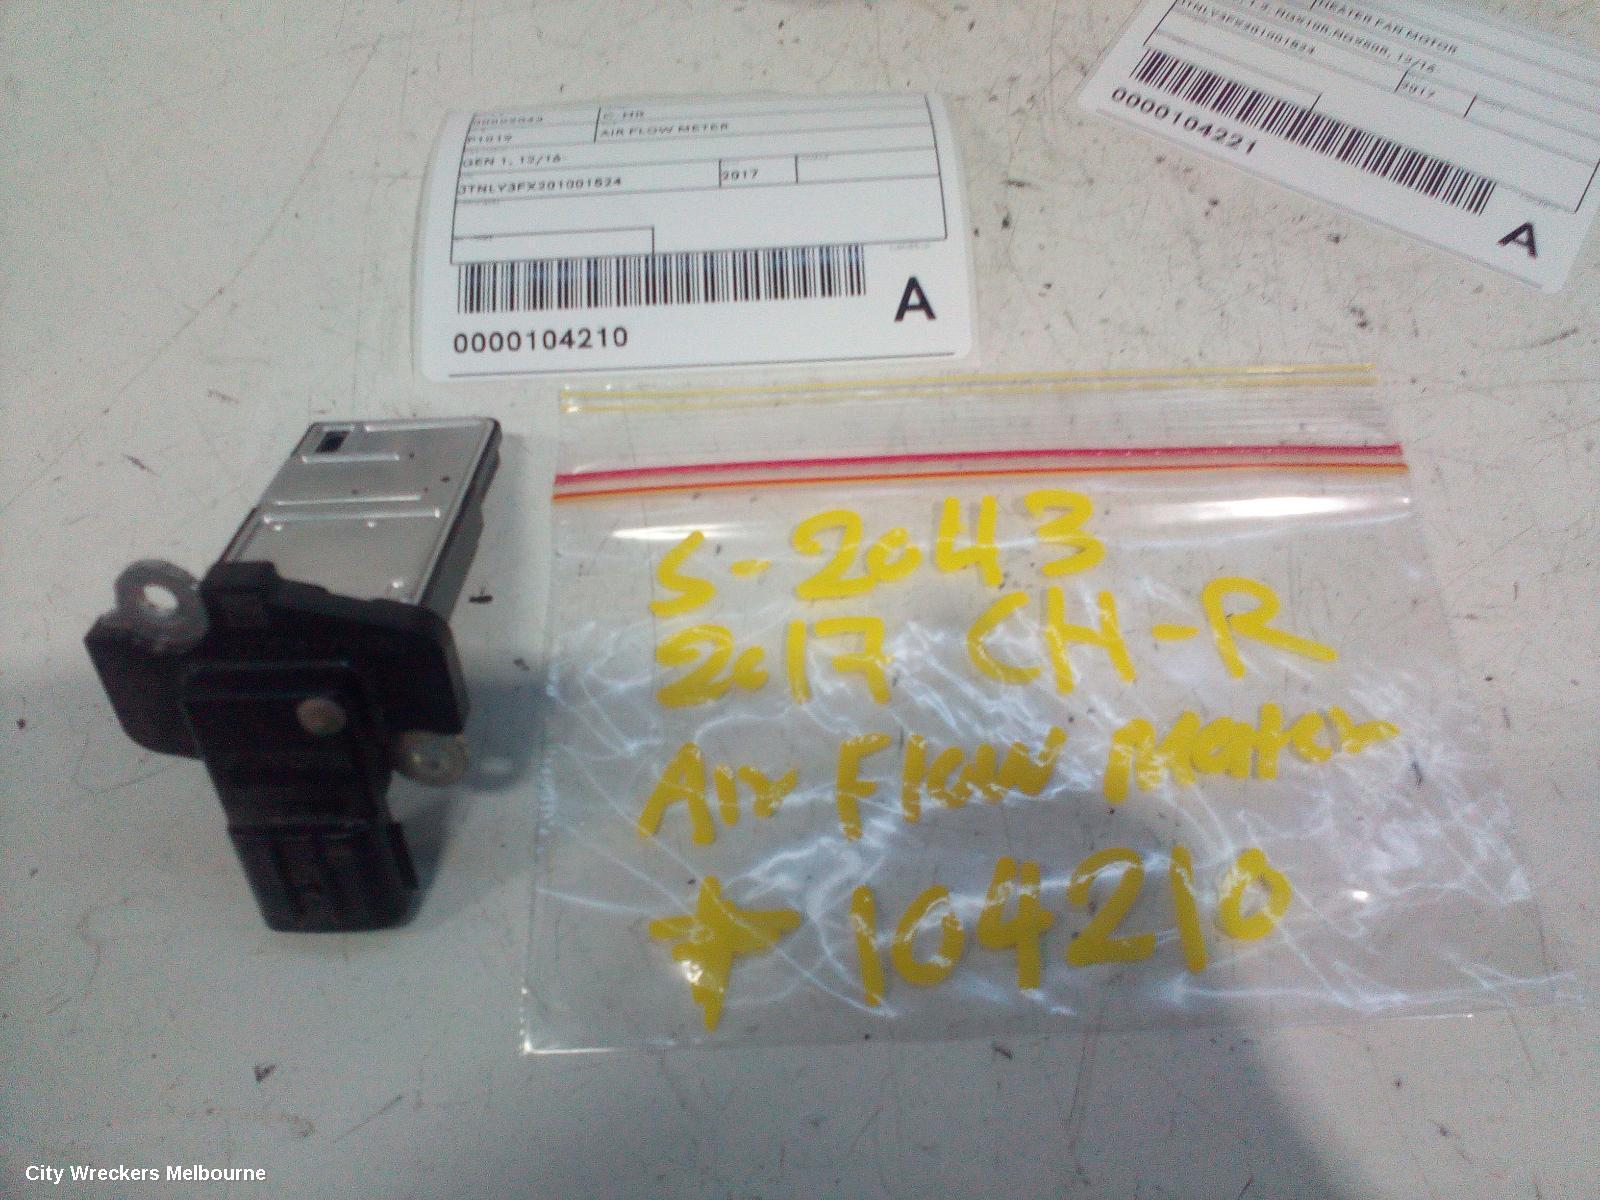 C_HR
AIR FLOW METER
GEN 1, 12/16-
2017
0000104210
A
HEATER FAN MOTOR
2017
0000104221
A
S-2043
2017 CH-R
Air Flow Meter
104210
City Wreckers Melbourne